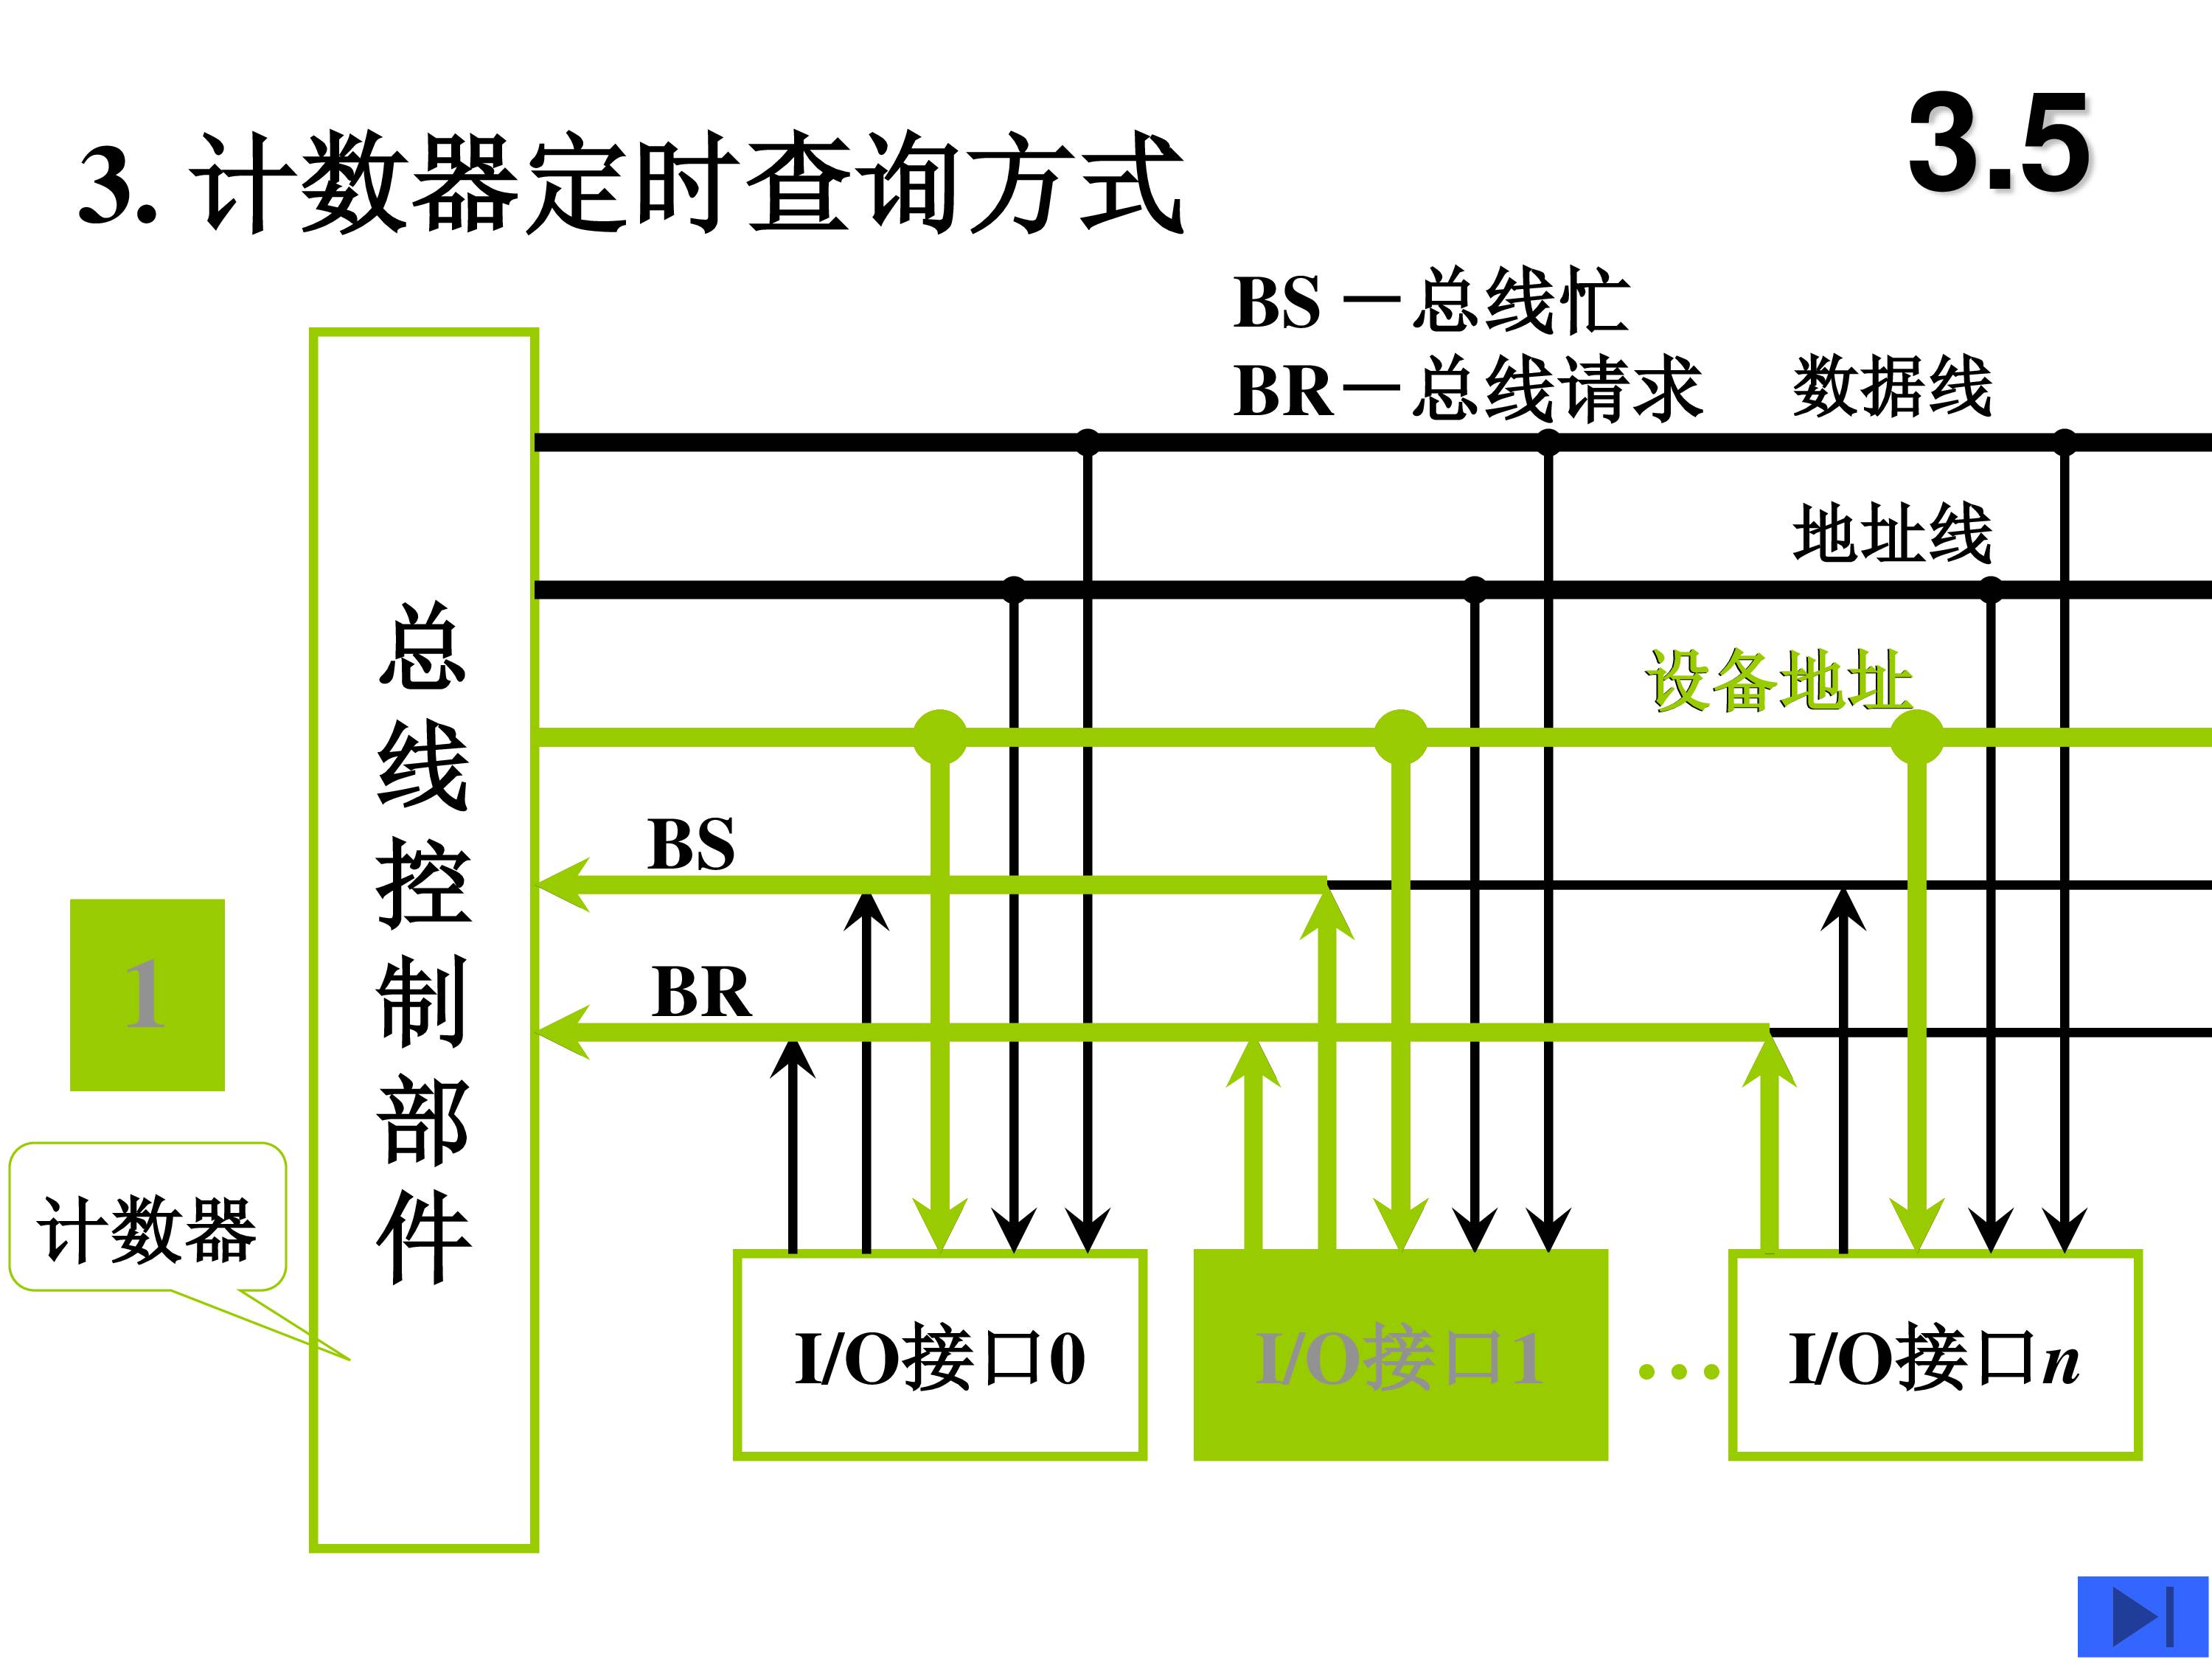 3.5
3. 计数器定时查询方式
BS－总线忙
BR－总线请求
数据线
地址线
设备地址
BS
BR
总线控制部件
1
计数器
I/O接口0
I/O接口1
…
I/O接口n